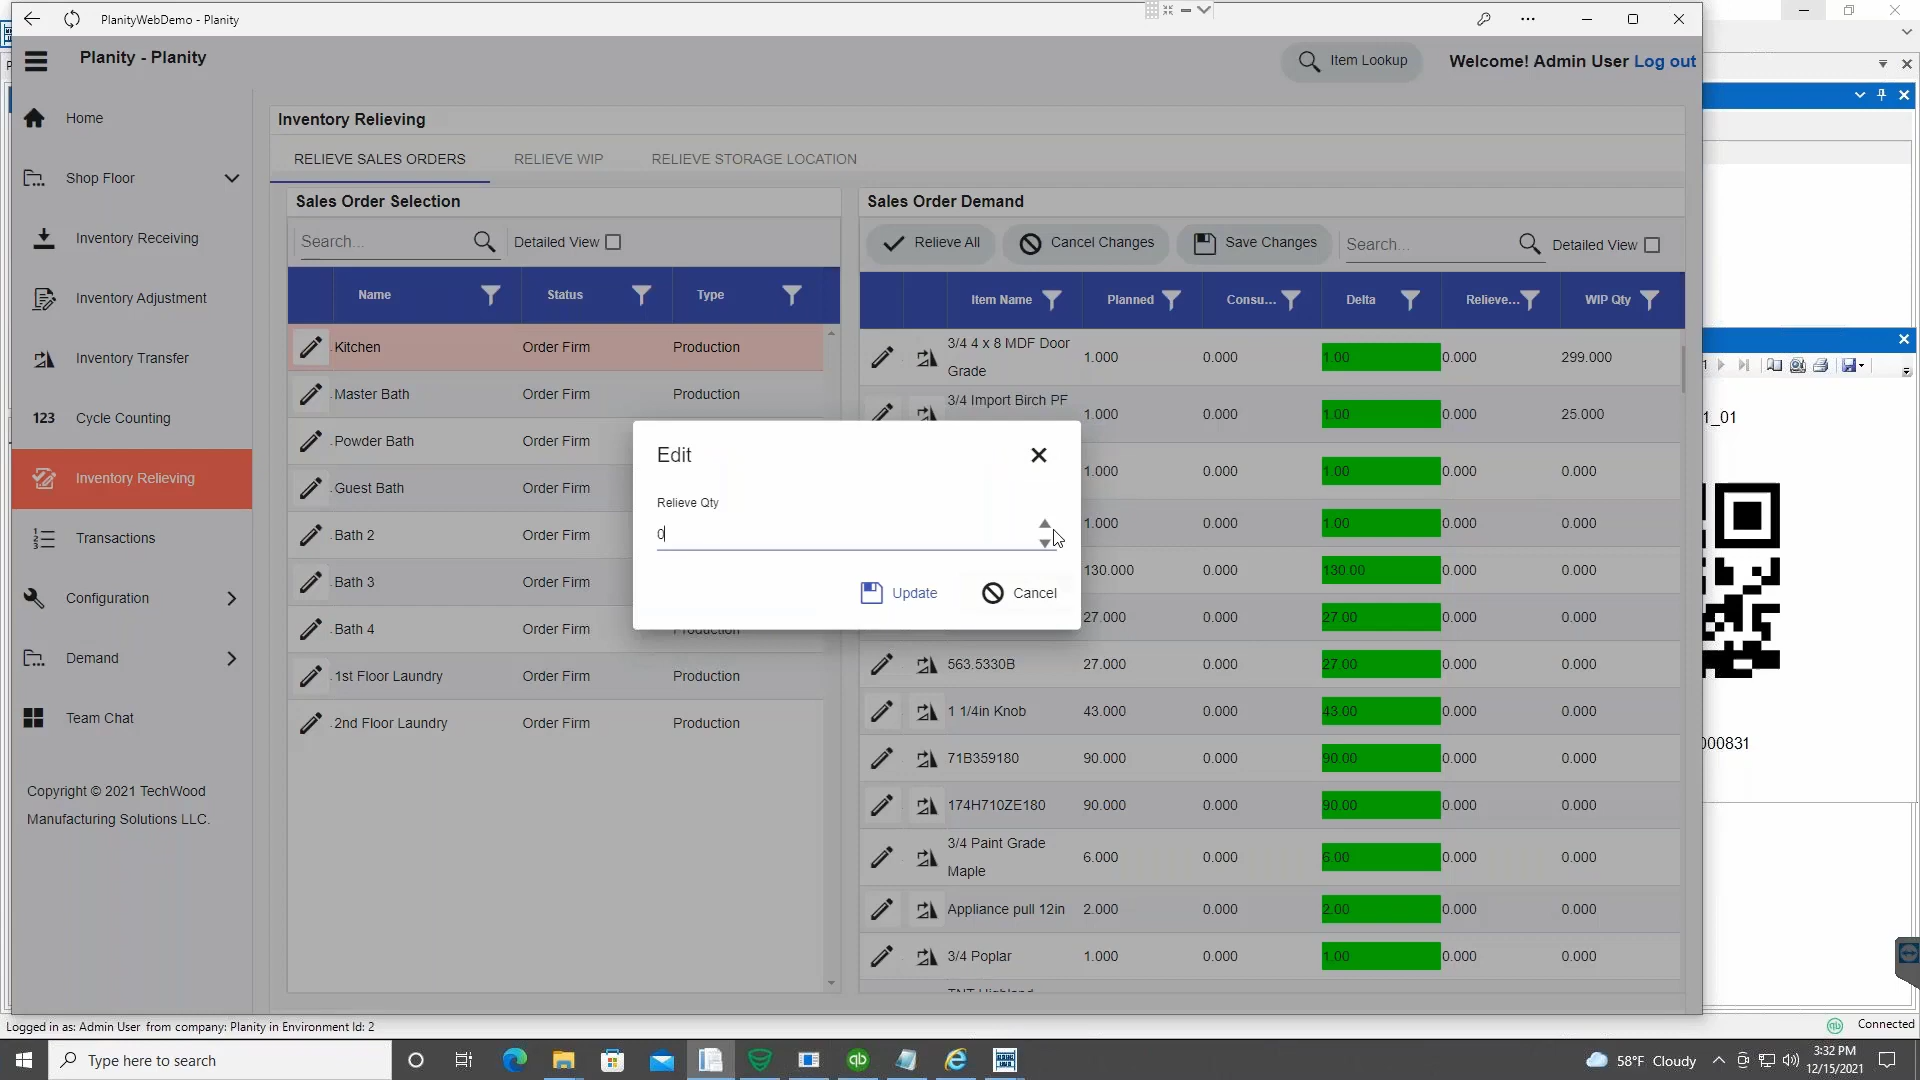 PlanityWebDemo - Planity
Planity - Planity
Item Lookup
Welcome! Admin User Log out
Home
Shop Floor
Inventory Receiving
Inventory Adjustment
Inventory Transfer
123 Cycle Counting
Inventory Relieving
Transactions
Configuration
Demand
Team Chat
Copyright © 2021 TechWood
Manufacturing Solutions LLC.
Inventory Relieving
RELIEVE SALES ORDERS RELIEVE WIP RELIEVE STORAGE LOCATION
Sales Order Selection
Search... Detailed View
Name Status Type
Kitchen Order Firm Production
Master Bath Order Firm Production
Powder Bath Order Firm
Guest Bath Order Firm
Bath 2 Order Firm
Bath 3 Order Firm
Bath 4 Order Firm Production
1st Floor Laundry Order Firm Production
2nd Floor Laundry Order Firm Production
Sales Order Demand
Relieve All Cancel Changes Save Changes Search... Detailed View
Item Name Planned Consu... Delta Relieve... WIP Qty
3/4 4 x 8 MDF Door
Grade 1.000 0.000 1.00 0.000 299.000
3/4 Import Birch PF
1.000 0.000 1.00 0.000 25.000
1.000 0.000 1.00 0.000 0.000
1.000 0.000 1.00 0.000 0.000
130.000 0.000 130.00 0.000 0.000
27.000 0.000 27.00 0.000 0.000
563.5330B 27.000 0.000 27.00 0.000 0.000
1 1/4in Knob 43.000 0.000 43.00 0.000 0.000
71B359180 90.000 0.000 90.00 0.000 0.000
174H710ZE180 90.000 0.000 90.00 0.000 0.000
3/4 Paint Grade
Maple 6.000 0.000 6.00 0.000 0.000
Appliance pull 12in 2.000 0.000 2.00 0.000 0.000
3/4 Poplar 1.000 0.000 1.00 0.000 0.000
Edit
Relieve Qty
0
Update Cancel
1_01
000831
Logged in as: Admin User from company: Planity in Environment Id: 2
Connected
Type here to search
qb
58°F Cloudy
3:32 PM
12/15/2021